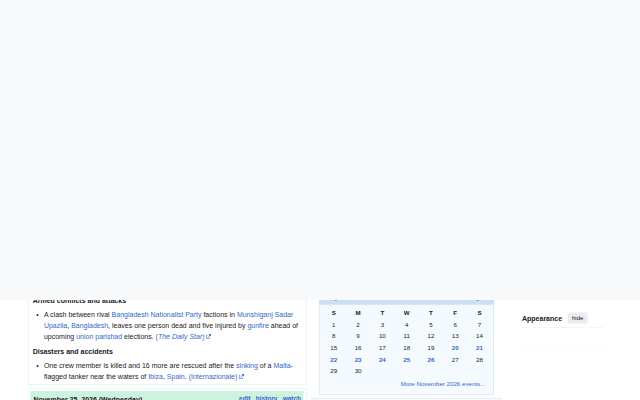 Armed conflicts and attacks
• A clash between rival Bangladesh Nationalist Party factions in Munshiganj Sadar
Upazila, Bangladesh, leaves one person dead and five injured by gunfire ahead of
upcoming union parishad elections. (The Daily Star)
Disasters and accidents
• One crew member is killed and 16 more are rescued after the sinking of a Malta-
flagged tanker near the waters of Ibiza, Spain. (Internazionale)
November 25, 2026 (Wednesday) edit history watch
S M T W T F S
1 2 3 4 5 6 7
8 9 10 11 12 13 14
15 16 17 18 19 20 21
22 23 24 25 26 27 28
29 30
More November 2026 events...
Appearance hide